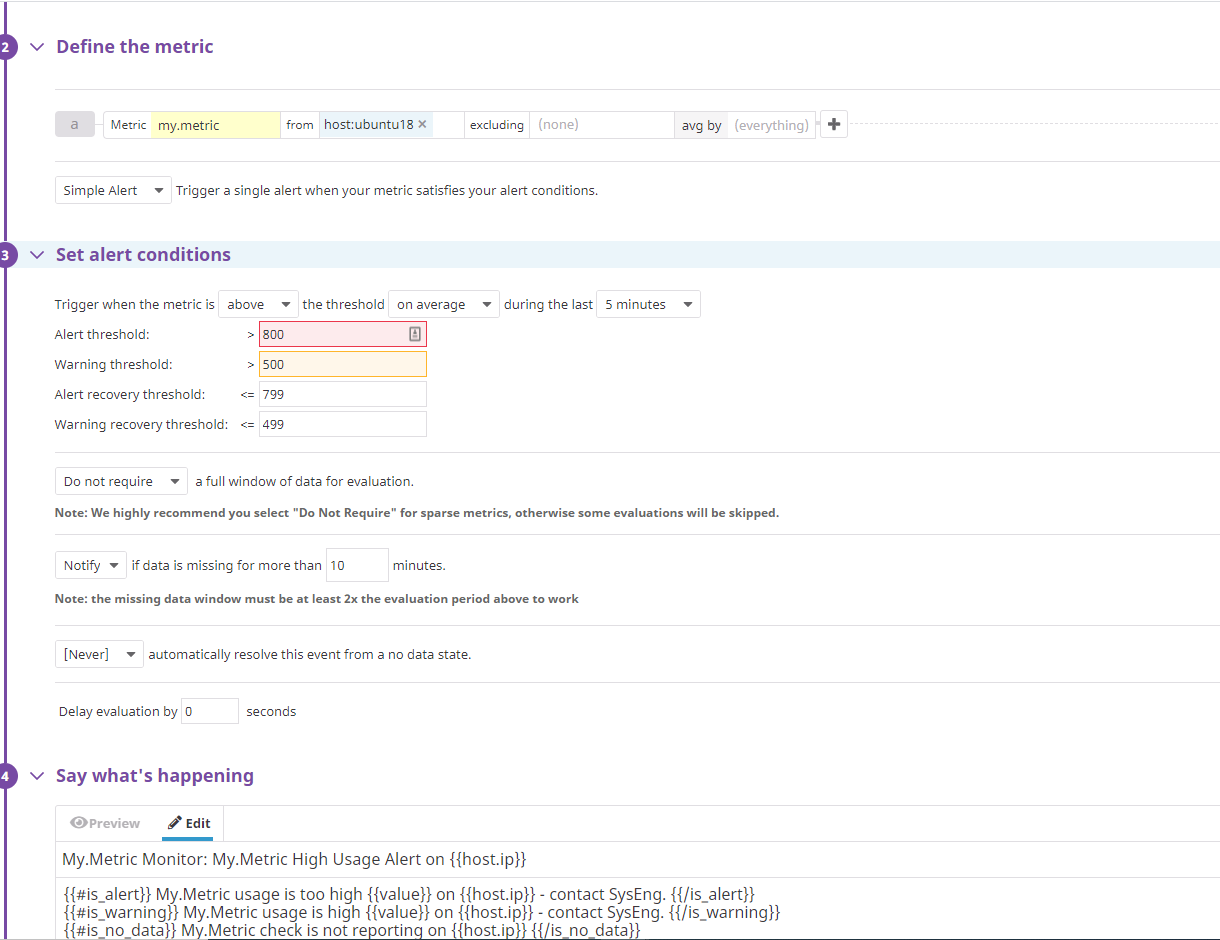 2 Define the metric
a Metric my.metric from host:ubuntu18 × excluding (none) avg by (everything) +
Simple Alert Trigger a single alert when your metric satisfies your alert conditions.
3 Set alert conditions
Trigger when the metric is above the threshold on average during the last 5 minutes
Alert threshold: > 800
Warning threshold: > 500
Alert recovery threshold: <= 799
Warning recovery threshold: <= 499
Do not require a full window of data for evaluation.
Note: We highly recommend you select "Do Not Require" for sparse metrics, otherwise some evaluations will be skipped.
Notify if data is missing for more than 10 minutes.
Note: the missing data window must be at least 2x the evaluation period above to work
[Never] automatically resolve this event from a no data state.
Delay evaluation by 0 seconds
4 Say what's happening
Preview Edit
My.Metric Monitor: My.Metric High Usage Alert on {{host.ip}}
{{#is_alert}} My.Metric usage is too high {{value}} on {{host.ip}} - contact SysEng. {{/is_alert}}
{{#is_warning}} My.Metric usage is high {{value}} on {{host.ip}} - contact SysEng. {{/is_warning}}
{{#is_no_data}} My.Metric check is not reporting on {{host.ip}} {{/is_no_data}}